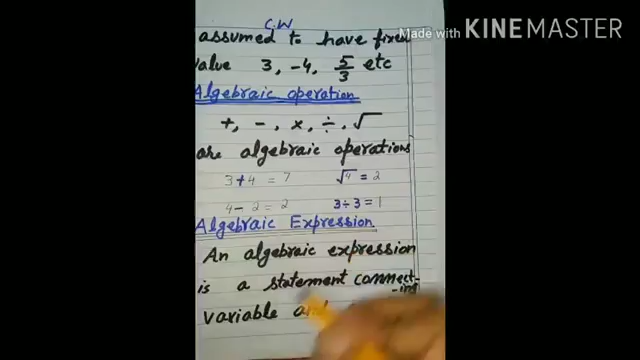 C.W
Made with KINEMASTER
assumed to have fixed
value 3, -4, 5/3 etc
Algebraic operation
+, -, ×, ÷, √
are algebraic operations
3+4 = 7 √4 = 2
4-2 = 2 3÷3 = 1
Algebraic Expression
An algebraic expression
is a statement connect-
-ing
variable and